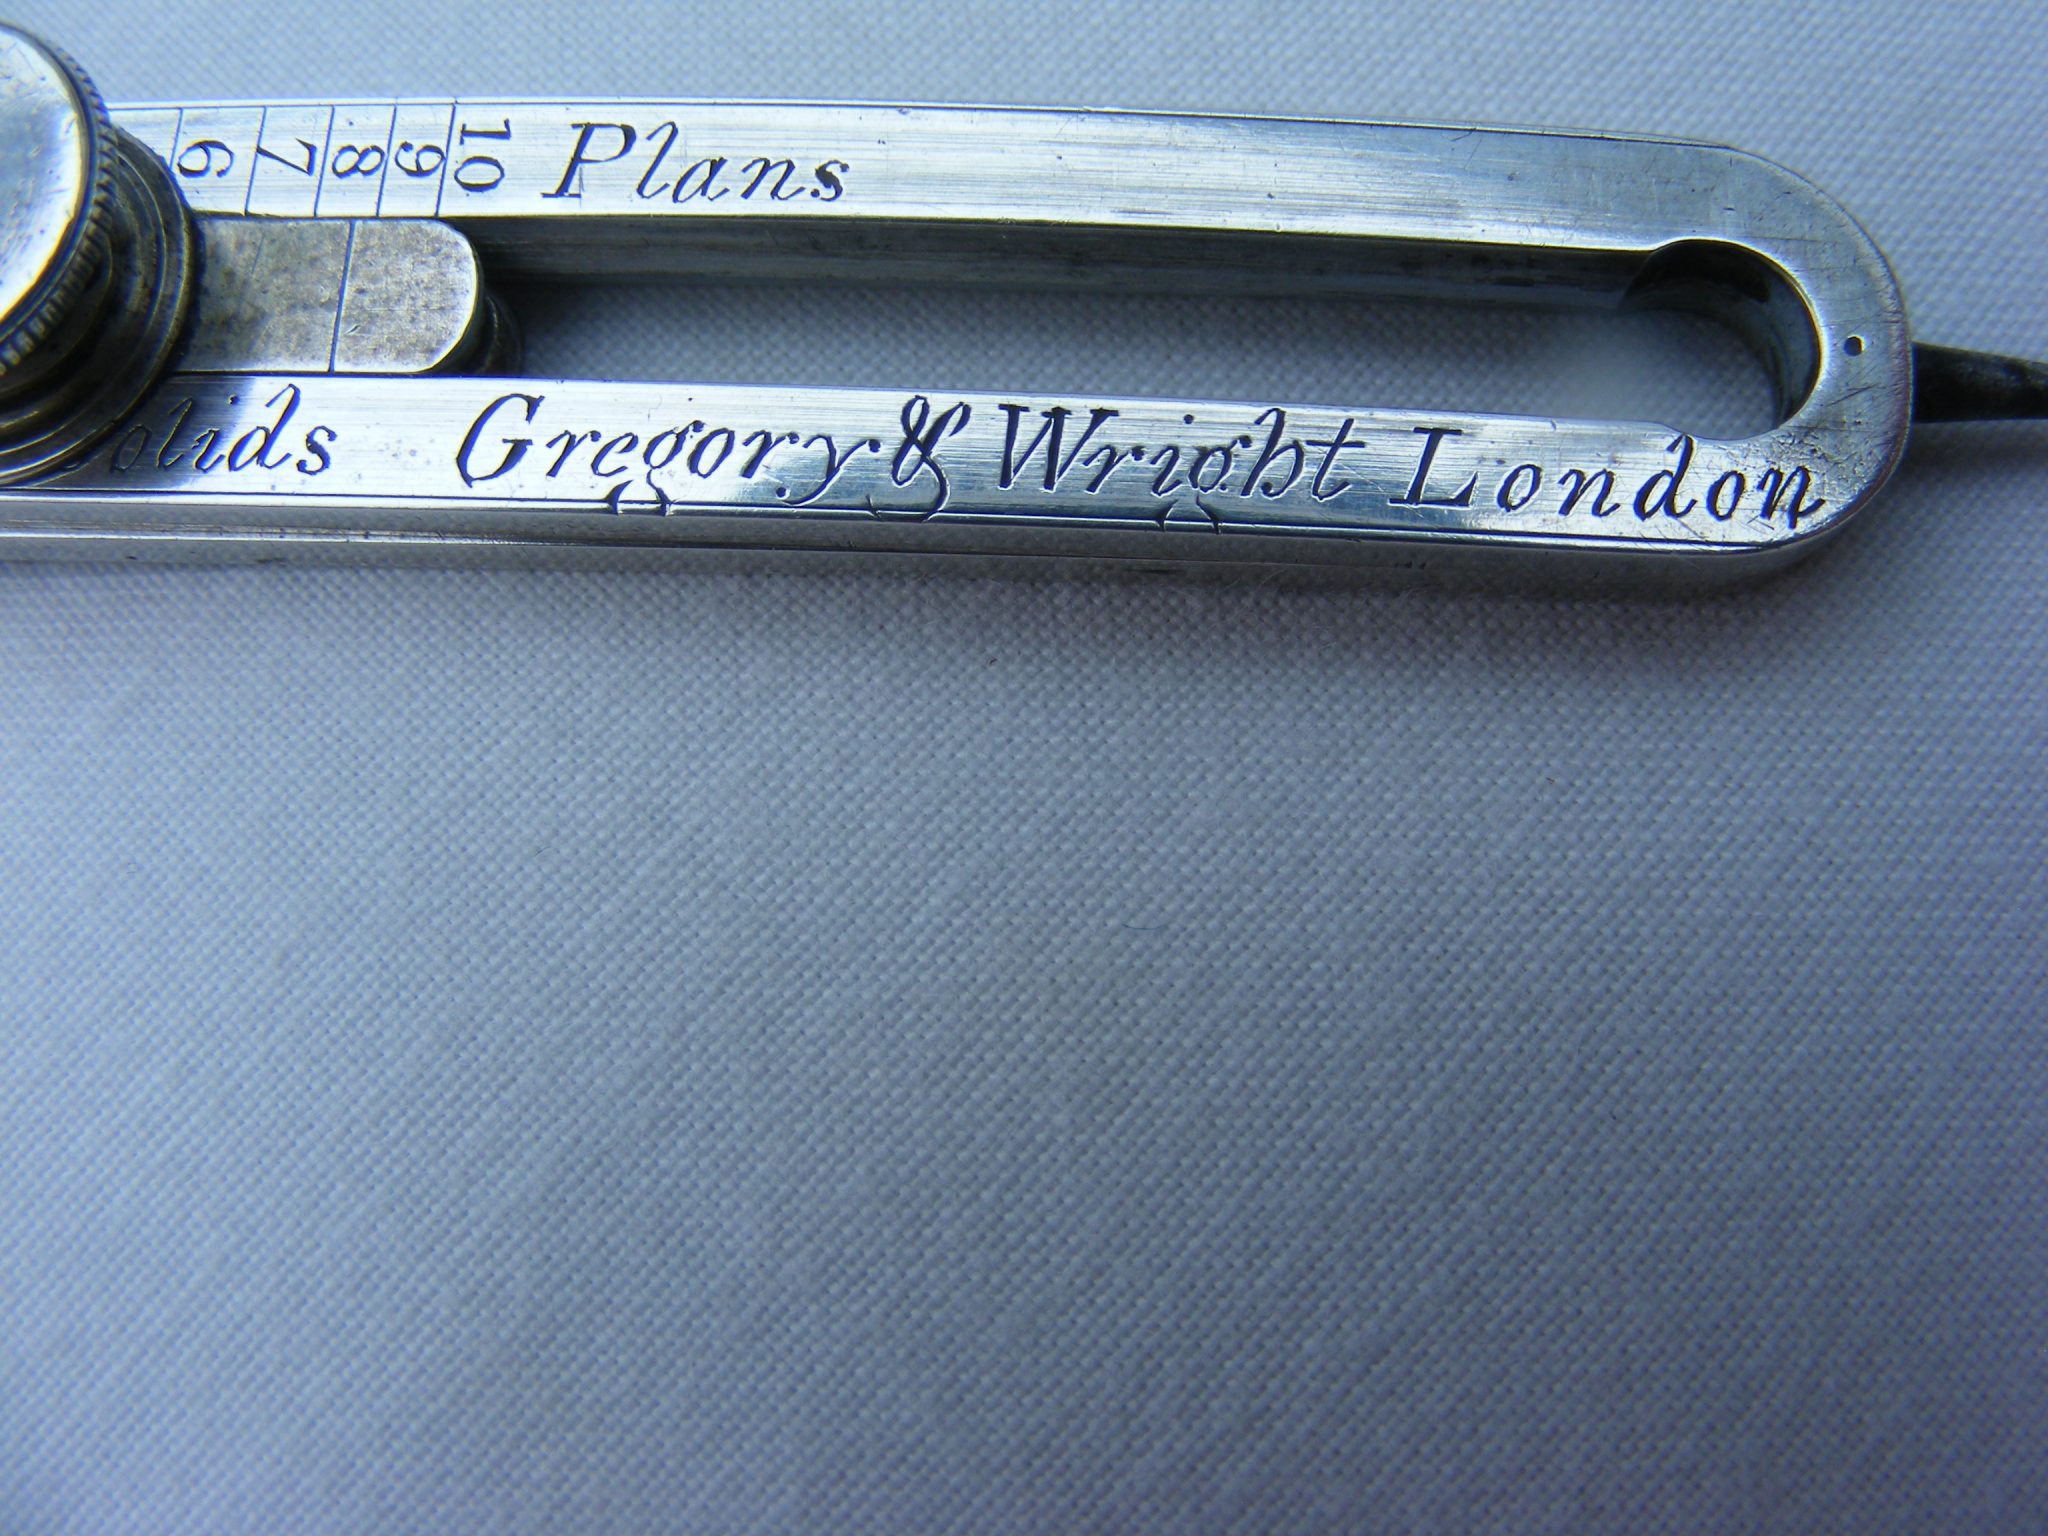 6 7 8 9 10 Plans
olids Gregory & Wright London